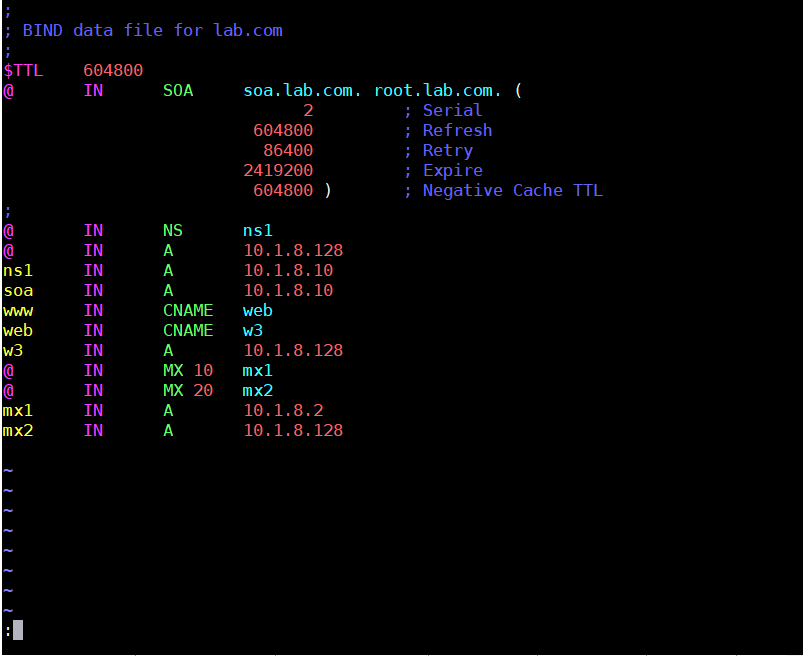 ;
; BIND data file for lab.com
;
$TTL    604800
@       IN      SOA     soa.lab.com. root.lab.com. (
                              2         ; Serial
                         604800         ; Refresh
                          86400         ; Retry
                        2419200         ; Expire
                         604800 )       ; Negative Cache TTL
;
@       IN      NS      ns1
@       IN      A       10.1.8.128
ns1     IN      A       10.1.8.10
soa     IN      A       10.1.8.10
www     IN      CNAME   web
web     IN      CNAME   w3
w3      IN      A       10.1.8.128
@       IN      MX 10   mx1
@       IN      MX 20   mx2
mx1     IN      A       10.1.8.2
mx2     IN      A       10.1.8.128
~
~
~
~
~
~
~
~
: